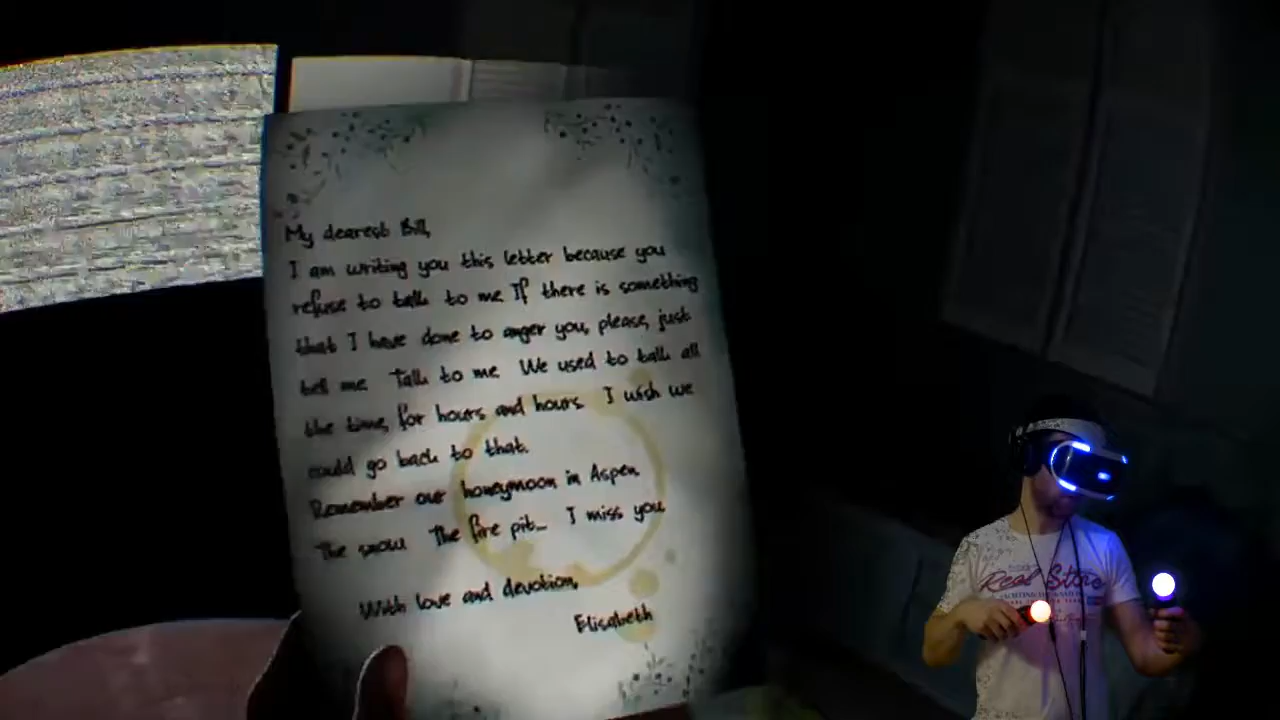 My dearest Bill,
I am writing you this letter because you
refuse to talk to me. If there is something
that I have done to anger you, please, just
tell me. Talk to me. We used to talk all
the time, for hours and hours. I wish we
could go back to that.
Remember our honeymoon in Aspen.
The snow. The fire pit... I miss you.
With love and devotion,
Elisabeth
Real Store